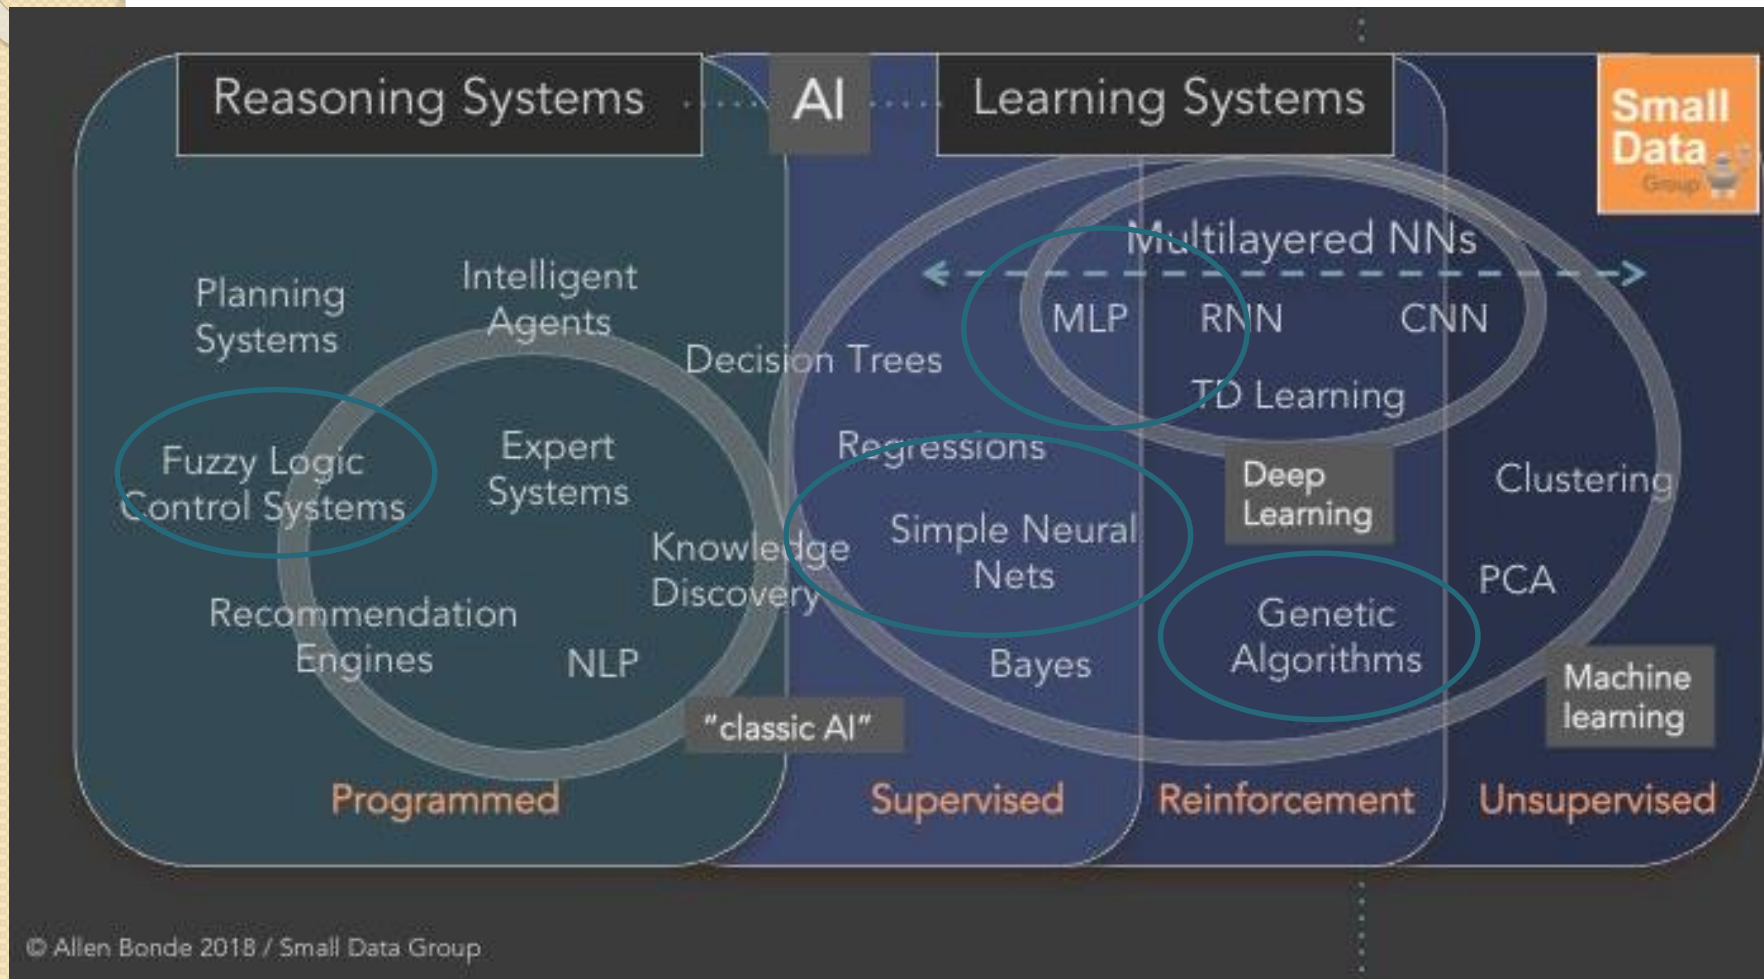 Reasoning Systems
AI
Learning Systems
Small
Data
Group
Multilayered NNs
Planning
Systems
Intelligent
Agents
MLP
RNN
CNN
Decision Trees
TD Learning
Fuzzy Logic
Control Systems
Expert
Systems
Regressions
Deep
Learning
Clustering
Simple Neural
Nets
Knowledge
Discovery
PCA
Recommendation
Engines
NLP
Bayes
Genetic
Algorithms
"classic AI"
Machine
learning
Programmed
Supervised
Reinforcement
Unsupervised
© Allen Bonde 2018 / Small Data Group